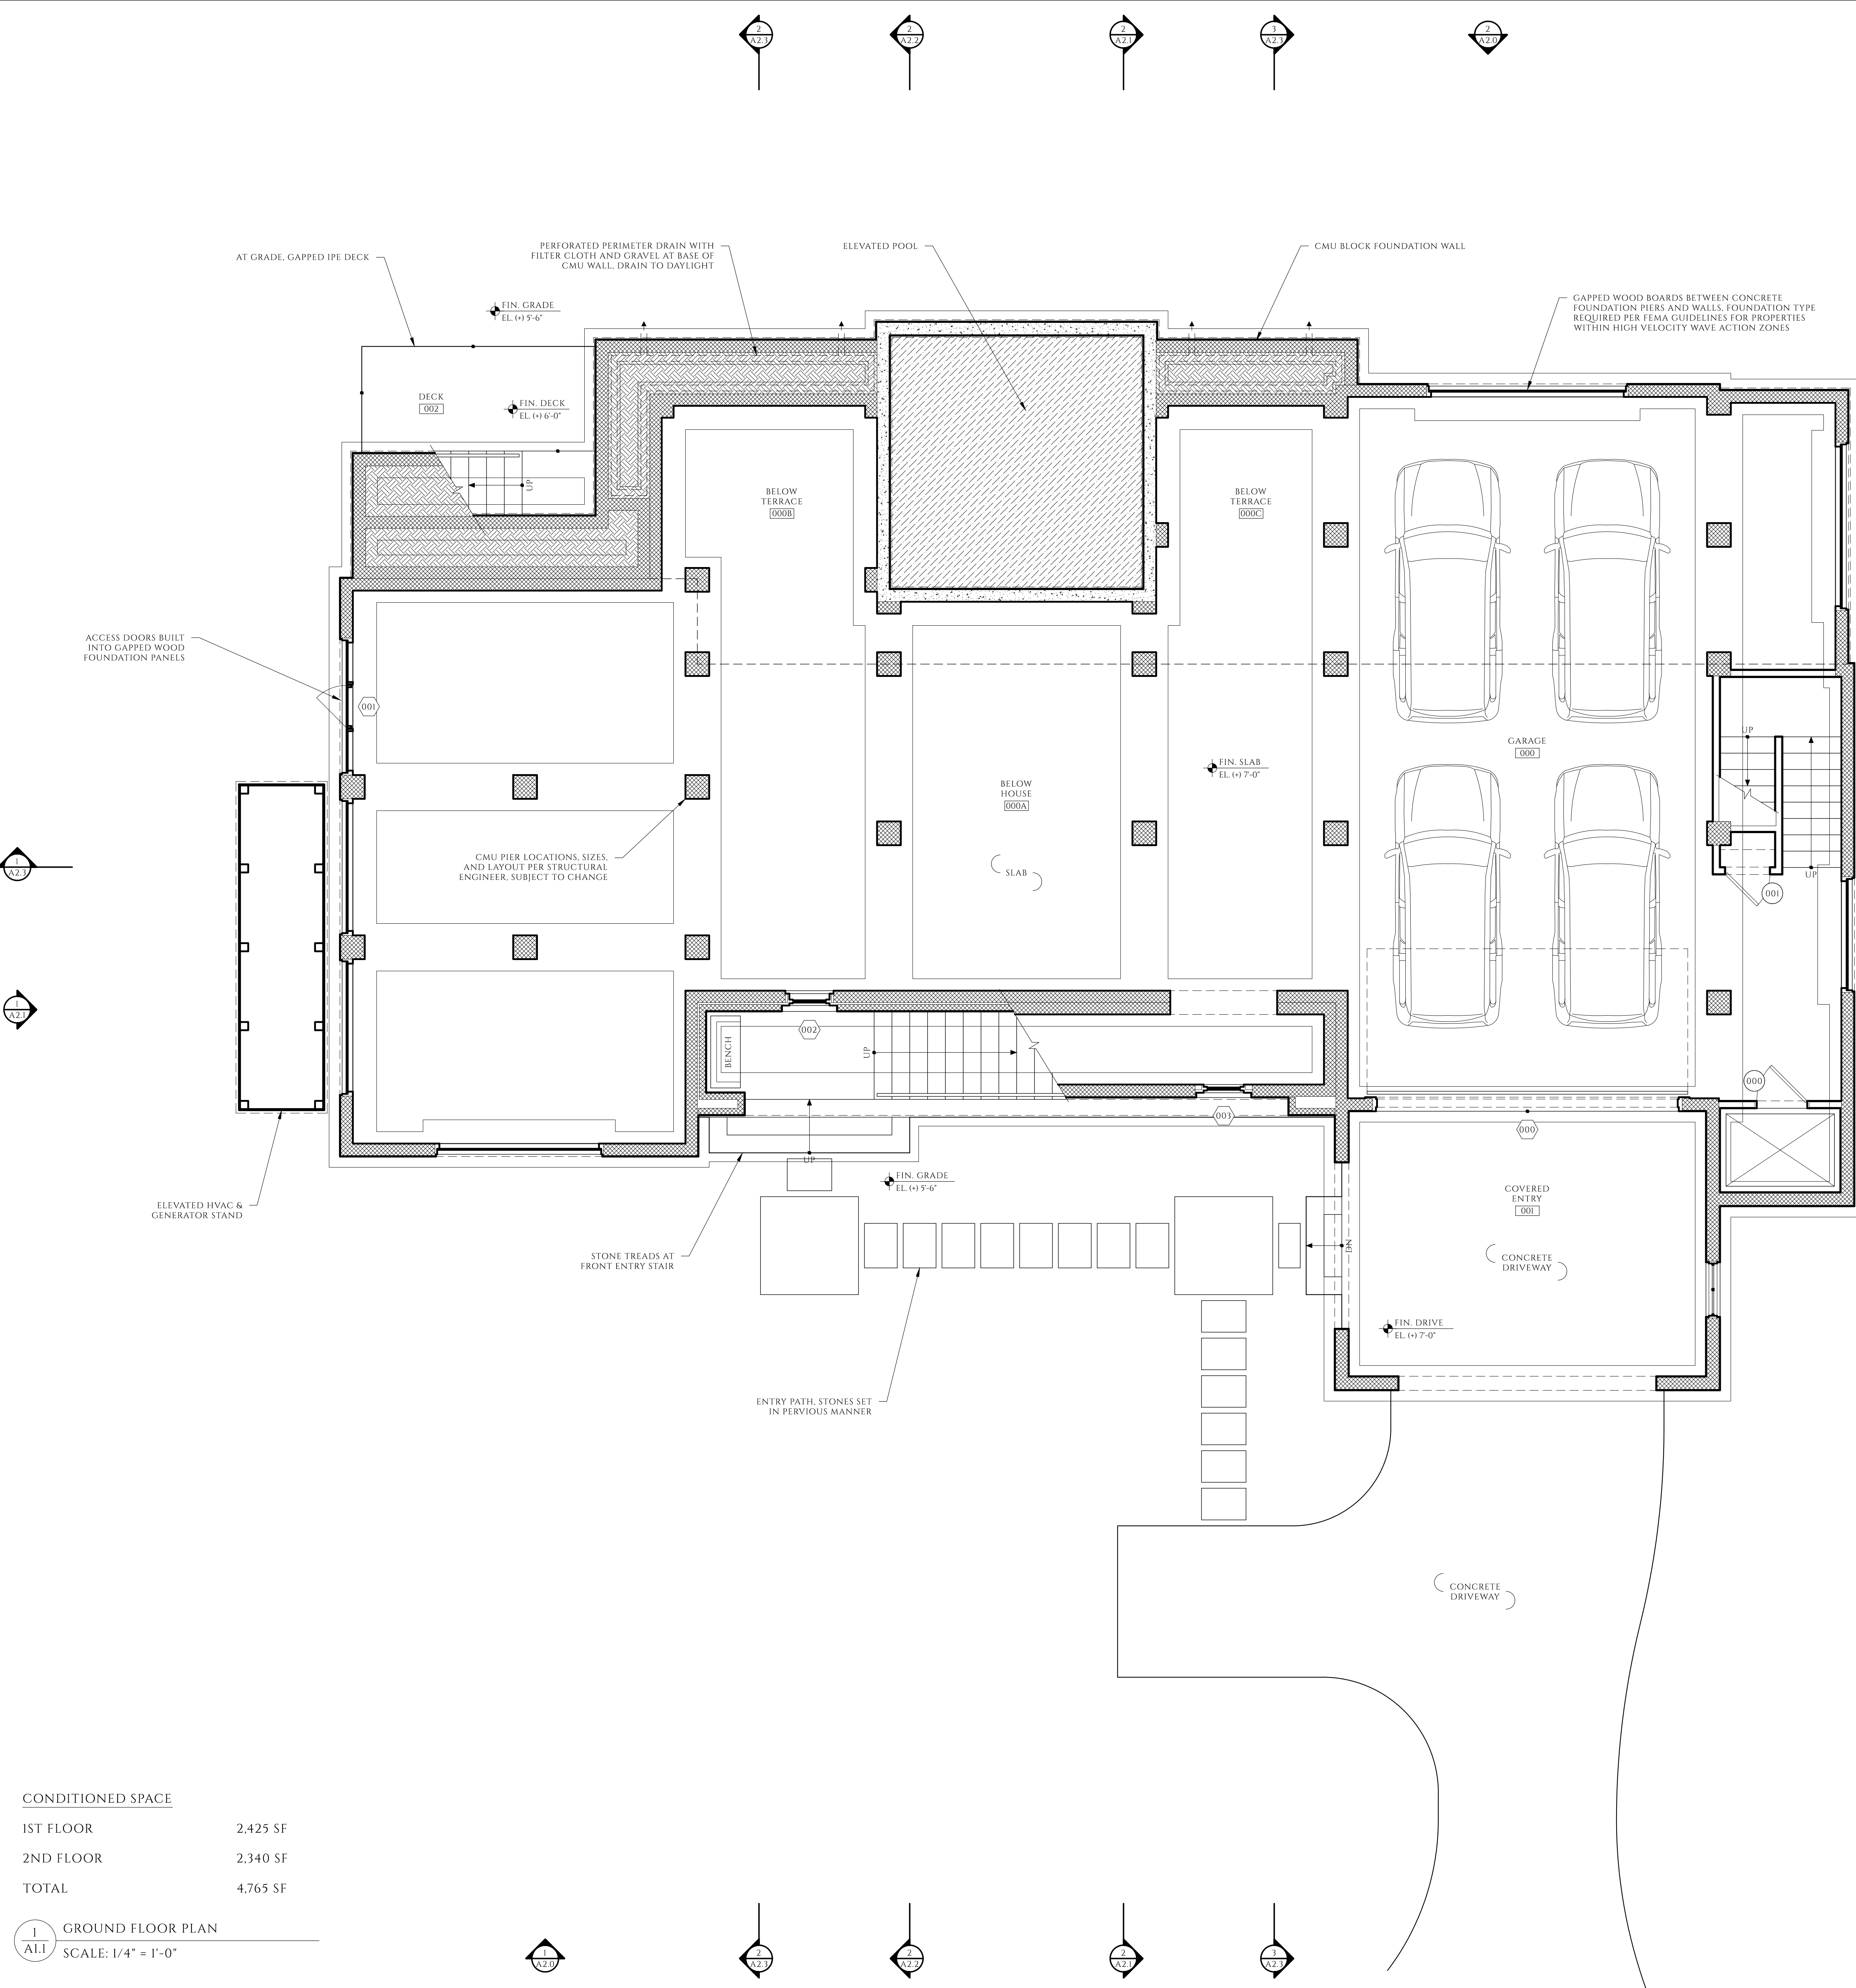 2
A2.3
2
A2.2
2
A2.1
3
A2.3
2
A2.0
AT GRADE, GAPPED IPE DECK
PERFORATED PERIMETER DRAIN WITH
FILTER CLOTH AND GRAVEL AT BASE OF
CMU WALL, DRAIN TO DAYLIGHT
ELEVATED POOL
CMU BLOCK FOUNDATION WALL
GAPPED WOOD BOARDS BETWEEN CONCRETE
FOUNDATION PIERS AND WALLS, FOUNDATION TYPE
REQUIRED PER FEMA GUIDELINES FOR PROPERTIES
WITHIN HIGH VELOCITY WAVE ACTION ZONES
FIN. GRADE
EL. (+) 5'-6"
DECK
002
FIN. DECK
EL. (+) 6'-0"
UP
BELOW
TERRACE
000B
BELOW
TERRACE
000C
ACCESS DOORS BUILT
INTO GAPPED WOOD
FOUNDATION PANELS
001
GARAGE
000
UP
FIN. SLAB
EL. (+) 7'-0"
BELOW
HOUSE
000A
CMU PIER LOCATIONS, SIZES,
AND LAYOUT PER STRUCTURAL
ENGINEER, SUBJECT TO CHANGE
SLAB
UP
001
1
A2.3
1
A2.1
002
BENCH
UP
000
003
000
UP
FIN. GRADE
EL. (+) 5'-6"
COVERED
ENTRY
001
ELEVATED HVAC &
GENERATOR STAND
STONE TREADS AT
FRONT ENTRY STAIR
DN
CONCRETE
DRIVEWAY
FIN. DRIVE
EL. (+) 7'-0"
ENTRY PATH, STONES SET
IN PERVIOUS MANNER
CONCRETE
DRIVEWAY
CONDITIONED SPACE
1ST FLOOR 2,425 SF
2ND FLOOR 2,340 SF
TOTAL 4,765 SF
1
A1.1
GROUND FLOOR PLAN
SCALE: 1/4" = 1'-0"
1
A2.0
2
A2.3
2
A2.2
2
A2.1
3
A2.3